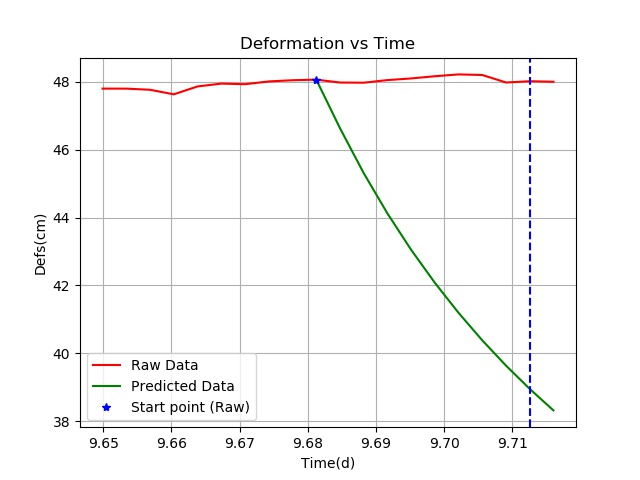 Deformation vs Time
Defs(cm)
48
46
44
42
40
38
Raw Data
Predicted Data
Start point (Raw)
9.65 9.66 9.67 9.68 9.69 9.70 9.71
Time(d)